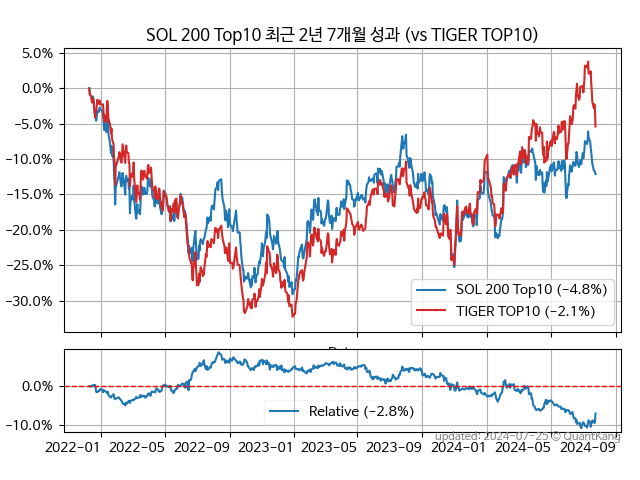 SOL 200 Top10 최근 2년 7개월 성과 (vs TIGER TOP10)
5.0%
0.0%
−5.0%
−10.0%
−15.0%
−20.0%
−25.0%
−30.0%
SOL 200 Top10 (−4.8%)
TIGER TOP10 (−2.1%)
0.0%
−10.0%
Relative (−2.8%)
updated: 2024-07-25 © QuantKang
2022−01 2022−05 2022−09 2023−01 2023−05 2023−09 2024−01 2024−05 2024−09